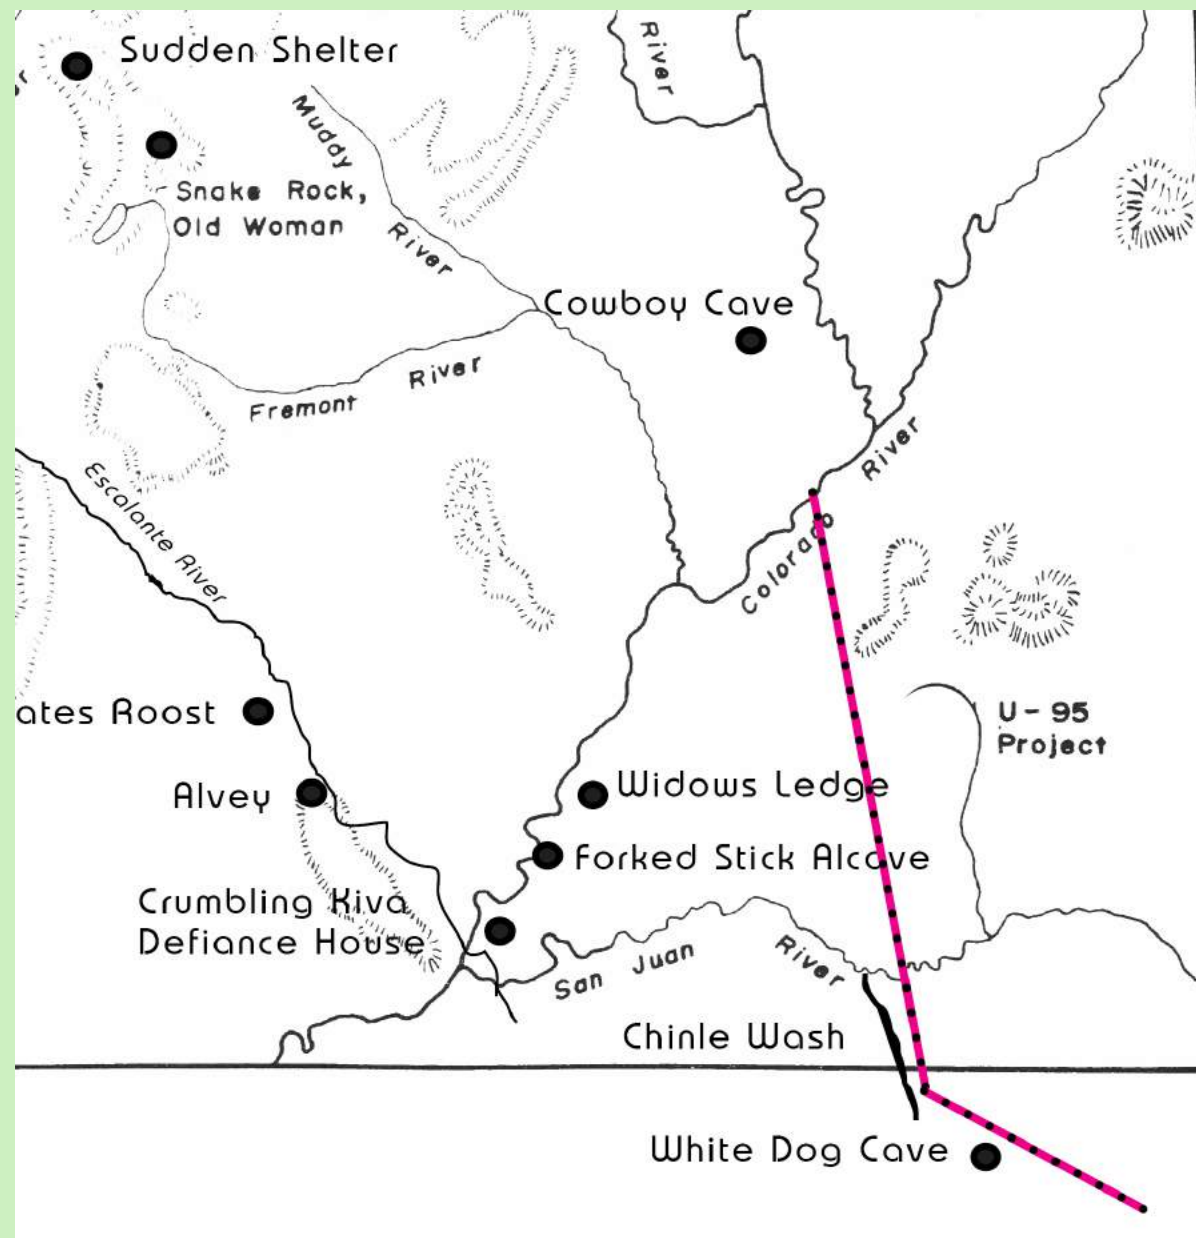 Sudden Shelter
River
Muddy
River
Snake Rock,
Old Woman
Cowboy Cave
River
Fremont
River
Colorado
Escalante River
ates Roost
U-95
Project
Alvey
Widows Ledge
Forked Stick Alcove
Crumbling Kiva
Defiance House
San Juan
River
Chinle Wash
White Dog Cave